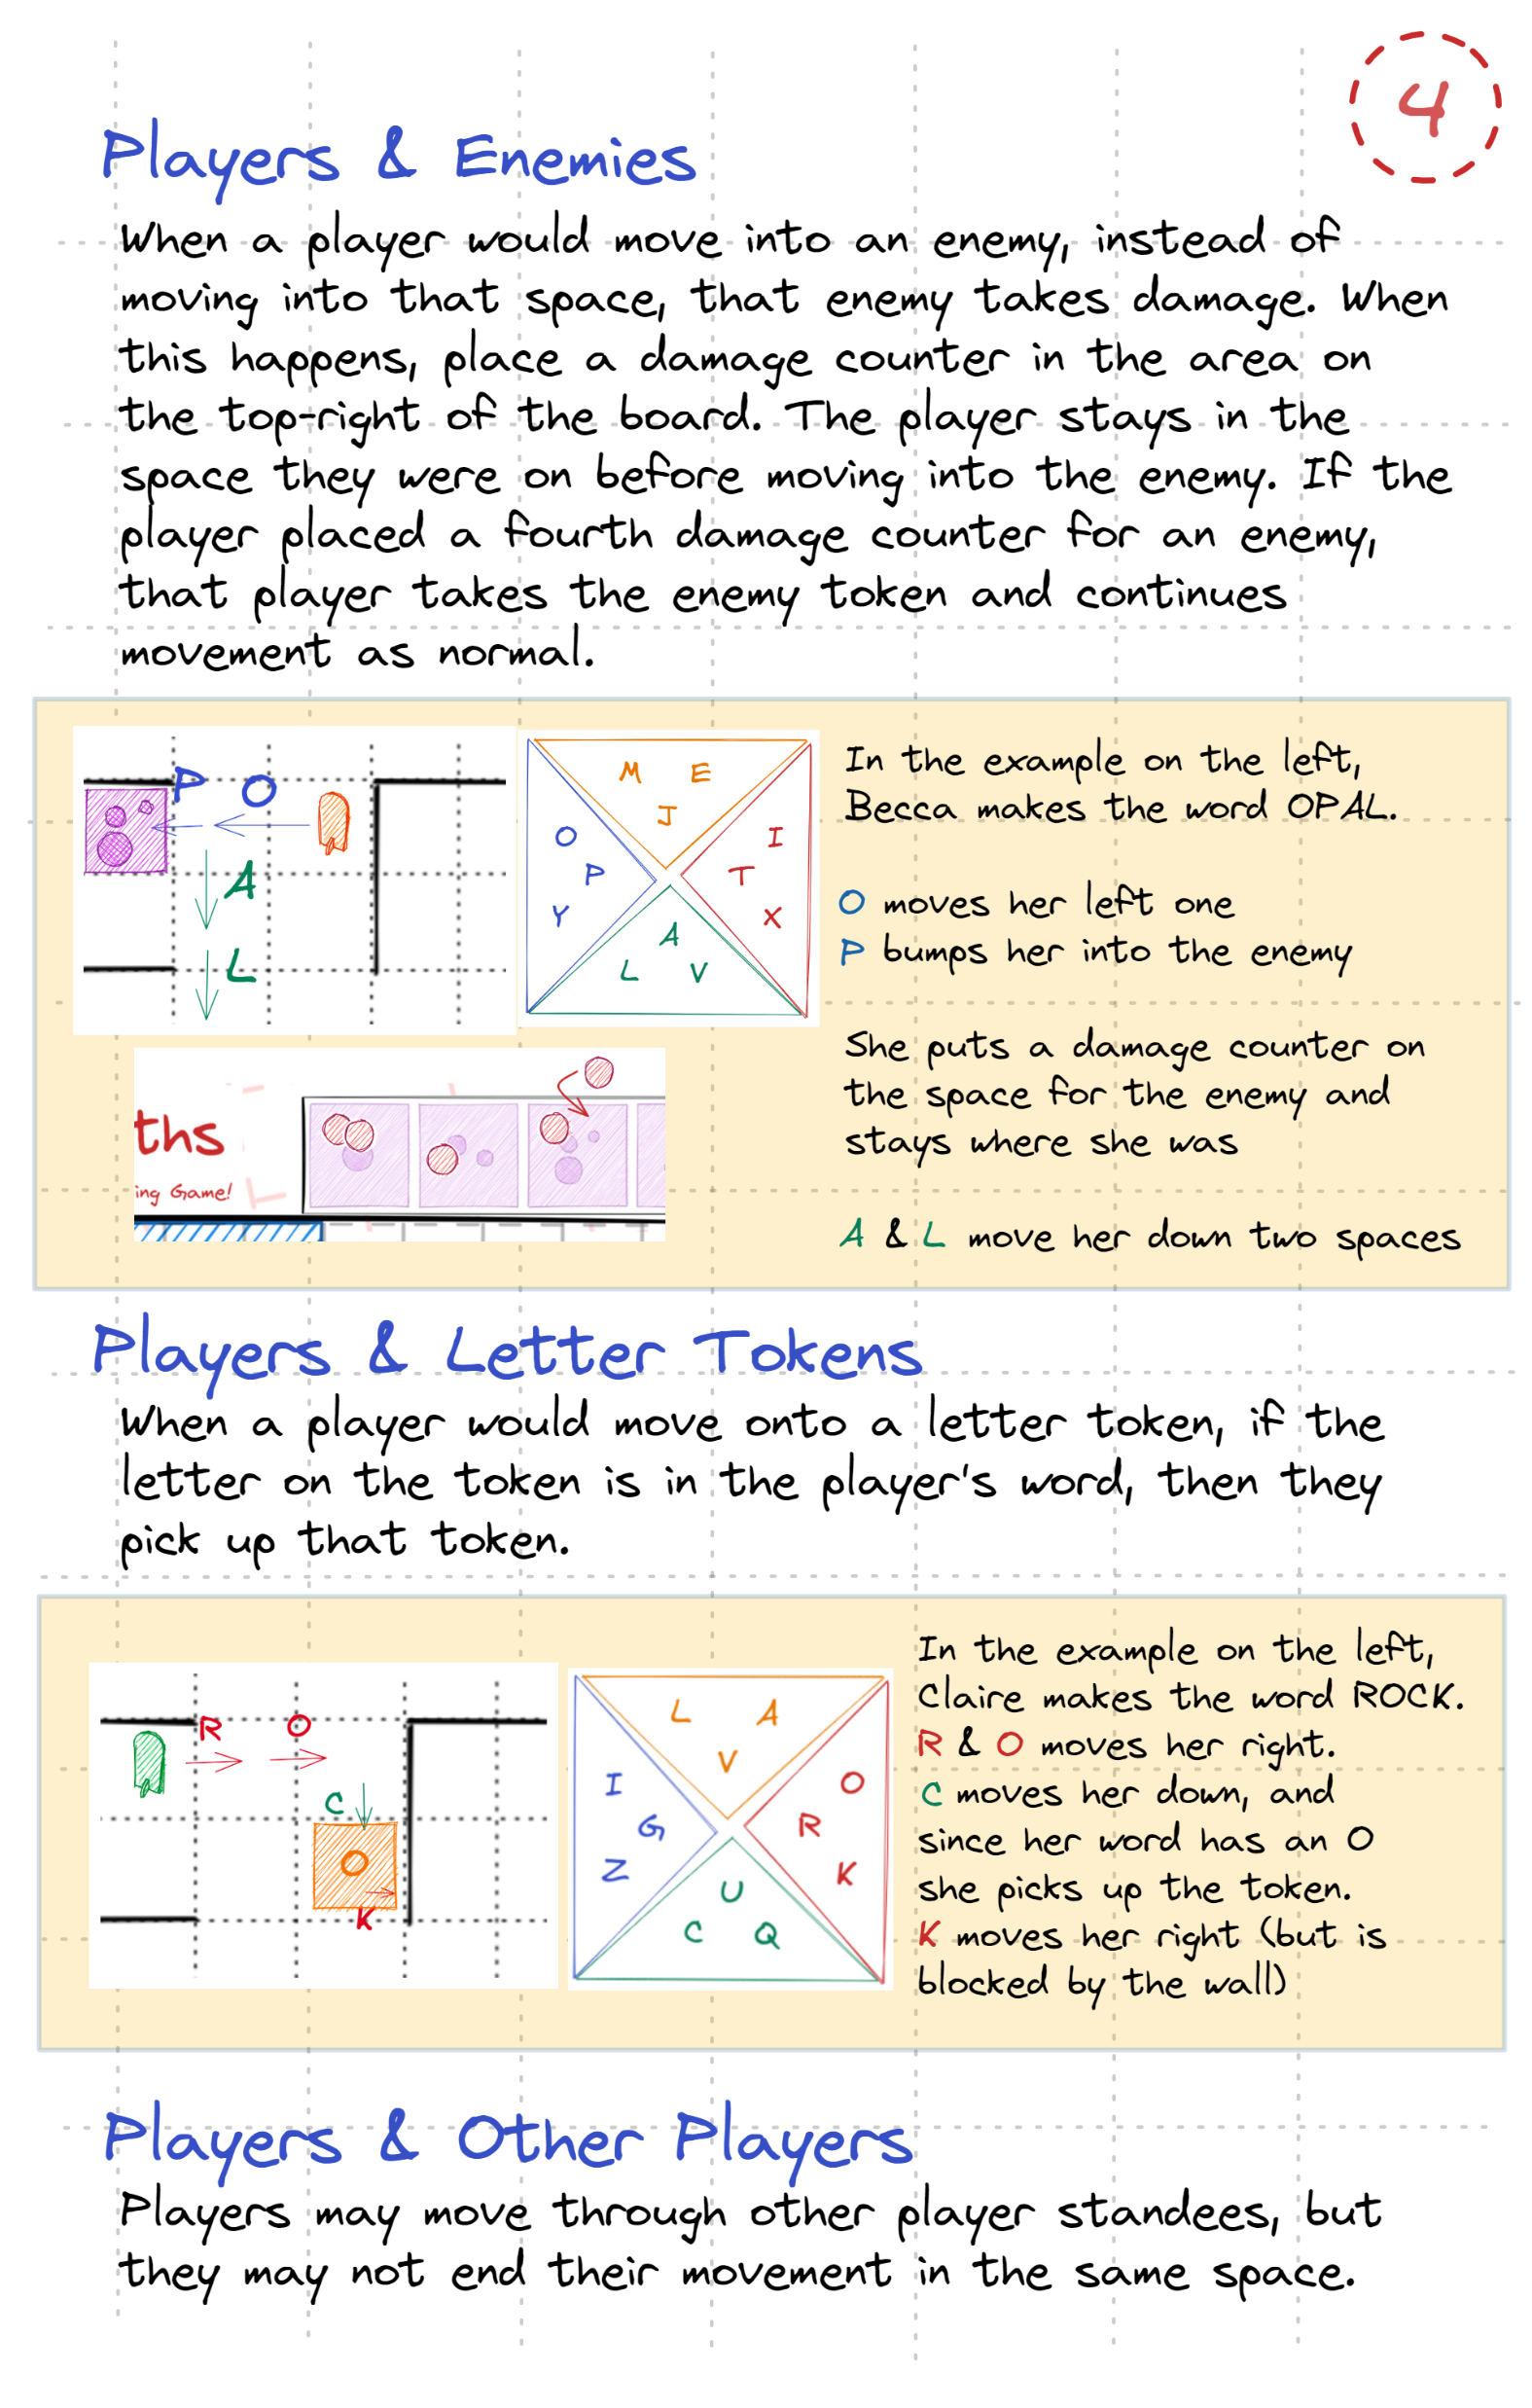 4
Players & Enemies
When a player would move into an enemy, instead of
moving into that space, that enemy takes damage. When
this happens, place a damage counter in the area on
the top-right of the board. The player stays in the
space they were on before moving into the enemy. If the
player placed a fourth damage counter for an enemy,
that player takes the enemy token and continues
movement as normal.
P O
A
L
M E
J
O
P
Y
I
T
X
A
L V
ths
ing Game!
In the example on the left,
Becca makes the word OPAL.
O moves her left one
P bumps her into the enemy
She puts a damage counter on
the space for the enemy and
stays where she was
A & L move her down two spaces
Players & Letter Tokens
When a player would move onto a letter token, if the
letter on the token is in the player's word, then they
pick up that token.
R O
C
O
K
L A
V
I
G
Z
O
R
K
U
C Q
In the example on the left,
Claire makes the word ROCK.
R & O moves her right.
C moves her down, and
since her word has an O
she picks up the token.
K moves her right (but is
blocked by the wall)
Players & Other Players
Players may move through other player standees, but
they may not end their movement in the same space.